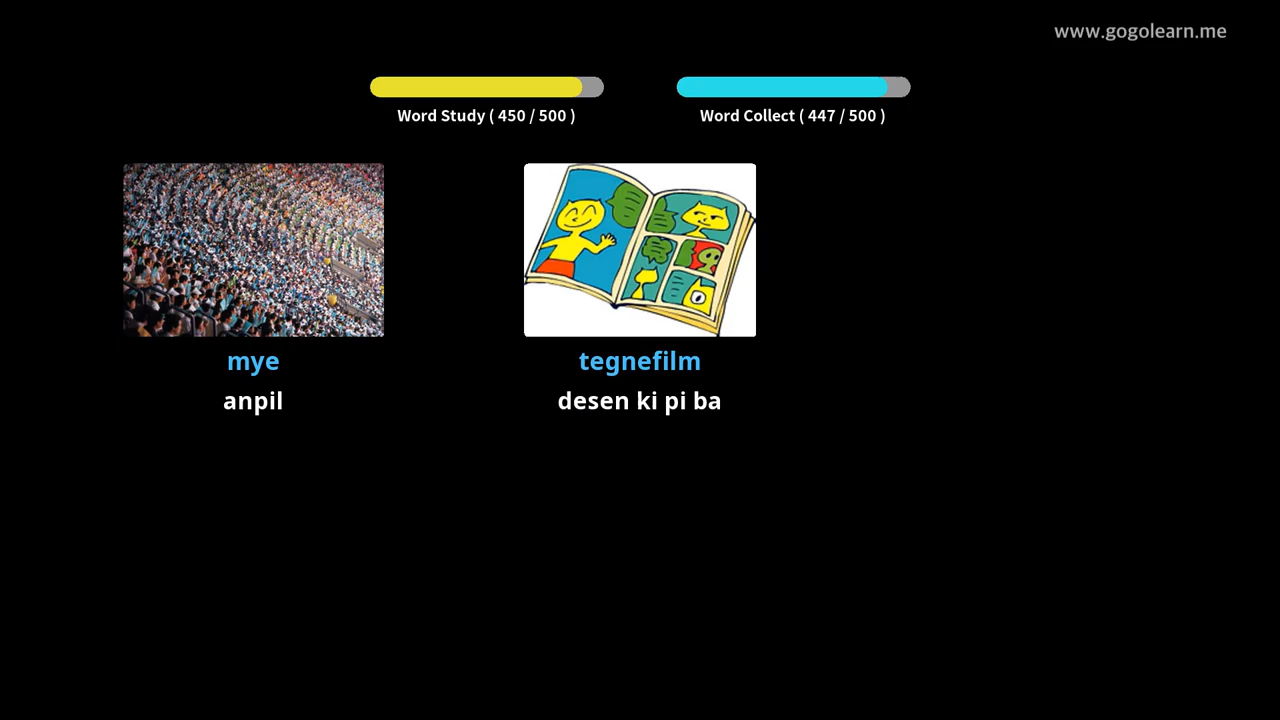 www.gogolearn.me
Word Study ( 450 / 500 )
Word Collect ( 447 / 500 )
mye
anpil
tegnefilm
desen ki pi ba